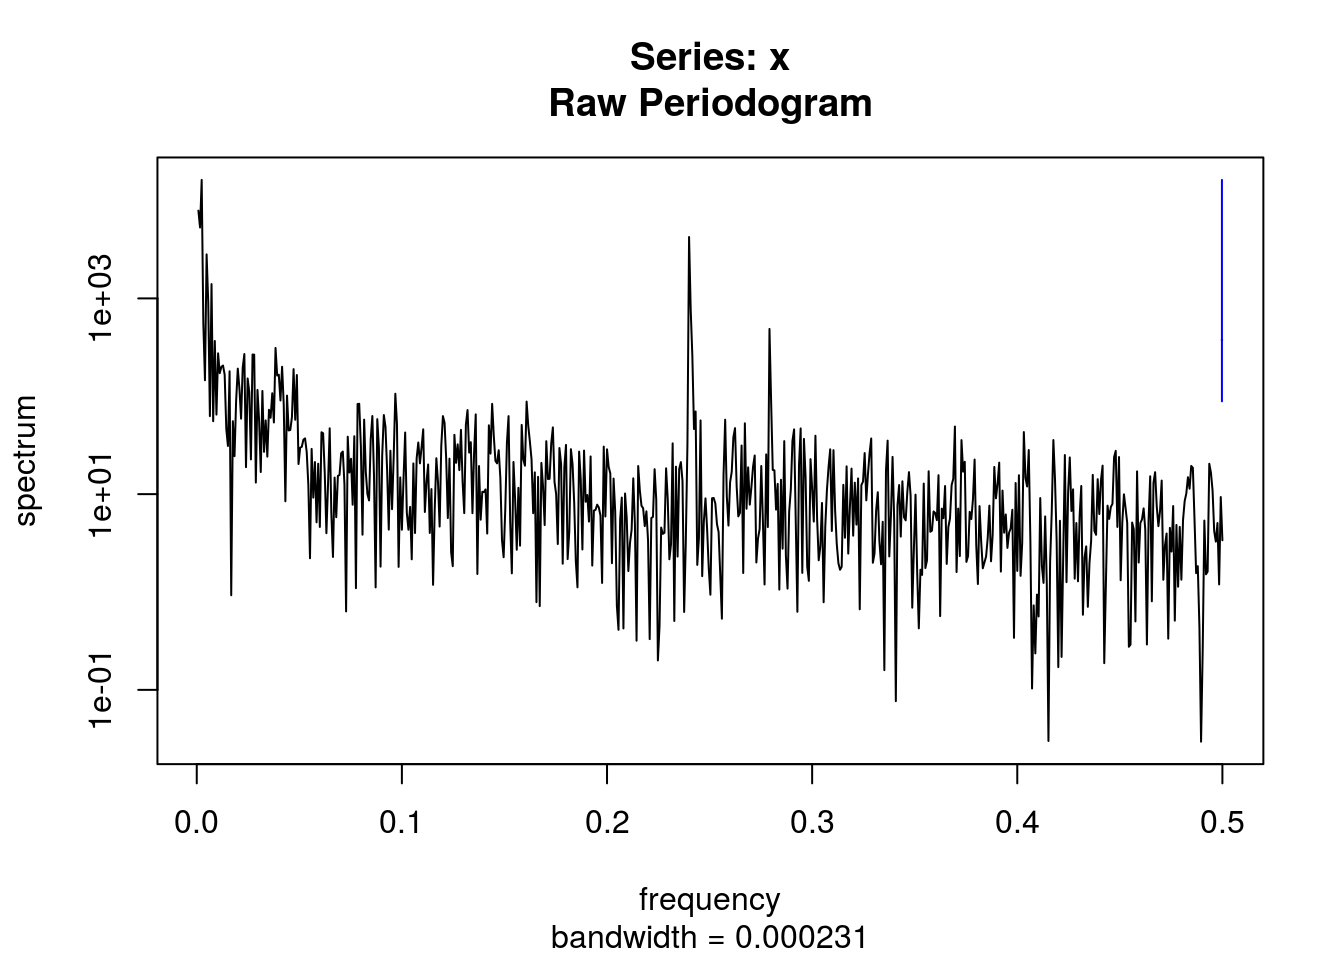 Series: x
Raw Periodogram
spectrum
1e+03
1e+01
1e-01
0.0 0.1 0.2 0.3 0.4 0.5
frequency
bandwidth = 0.000231